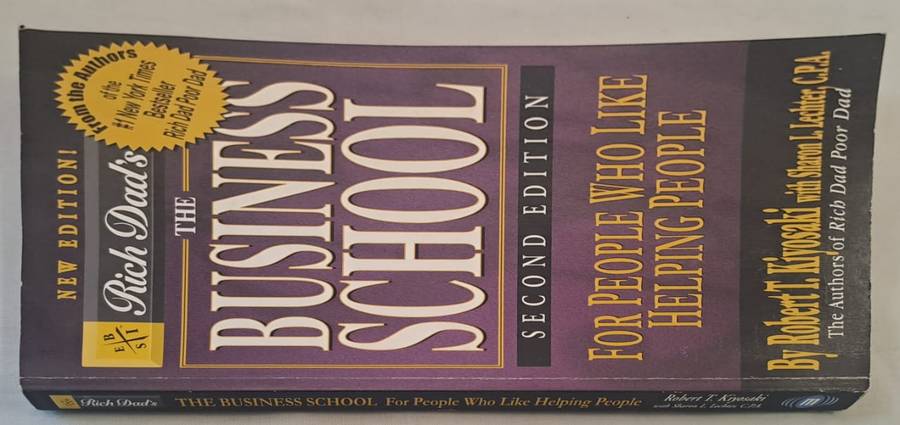 NEW EDITION!
From the Authors
of the
#1 New York Times
Bestseller
Rich Dad Poor Dad
E B
S I
Rich Dad's
THE
BUSINESS
SCHOOL
SECOND EDITION
FOR PEOPLE WHO LIKE
HELPING PEOPLE
By Robert T. Kiyosaki with Sharon L. Lechter, C.P.A.
The Authors of Rich Dad Poor Dad
Rich Dad's THE BUSINESS SCHOOL For People Who Like Helping People
Robert T. Kiyosaki
with Sharon L. Lechter, C.P.A.